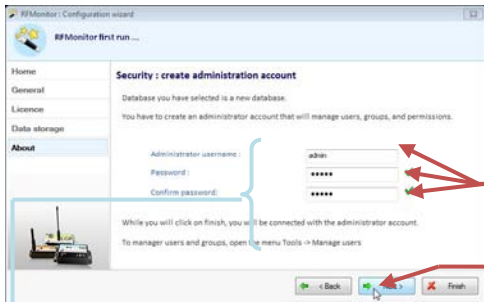 RFMonitor : Configuration wizard
RFMonitor first run ...
Home
General
Licence
Data storage
About
Security : create administration account
Database you have selected is a new database.
You have to create an administrator account that will manage users, groups, and permissions.
Administrator username :
admin
Password :
•••••
Confirm password:
•••••
While you will click on finish, you will be connected with the administrator account.
To manager users and groups, open the menu Tools -> Manage users
< Back
>
Finish